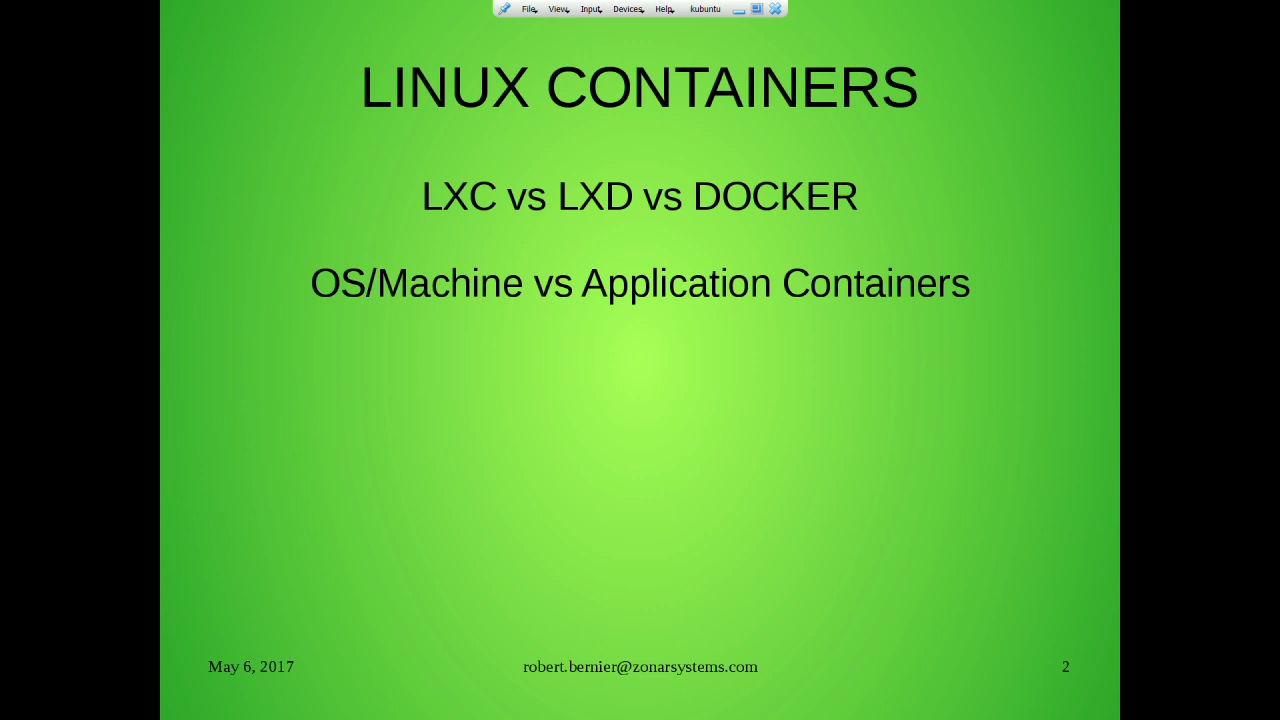 File View Input Devices Help kubuntu
LINUX CONTAINERS
LXC vs LXD vs DOCKER
OS/Machine vs Application Containers
May 6, 2017 robert.bernier@zonarsystems.com 2